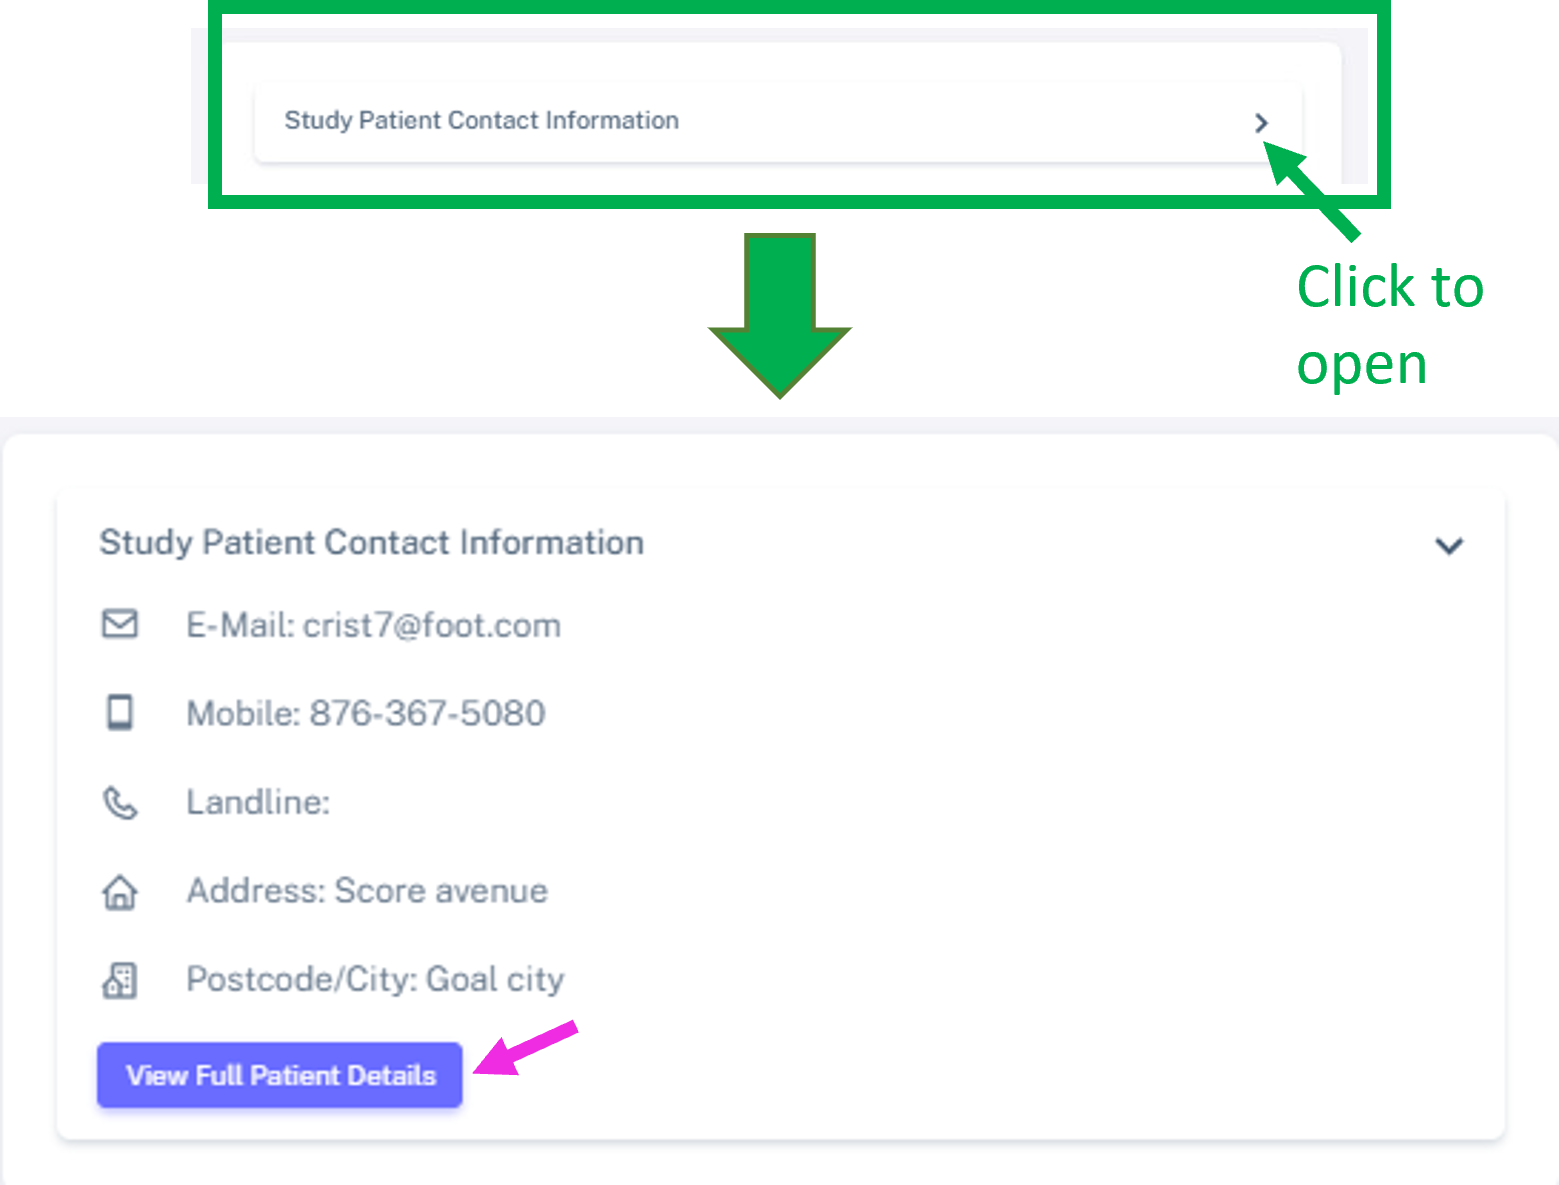 Study Patient Contact Information
Click to
open
Study Patient Contact Information
E-Mail: crist7@foot.com
Mobile: 876-367-5080
Landline:
Address: Score avenue
Postcode/City: Goal city
View Full Patient Details